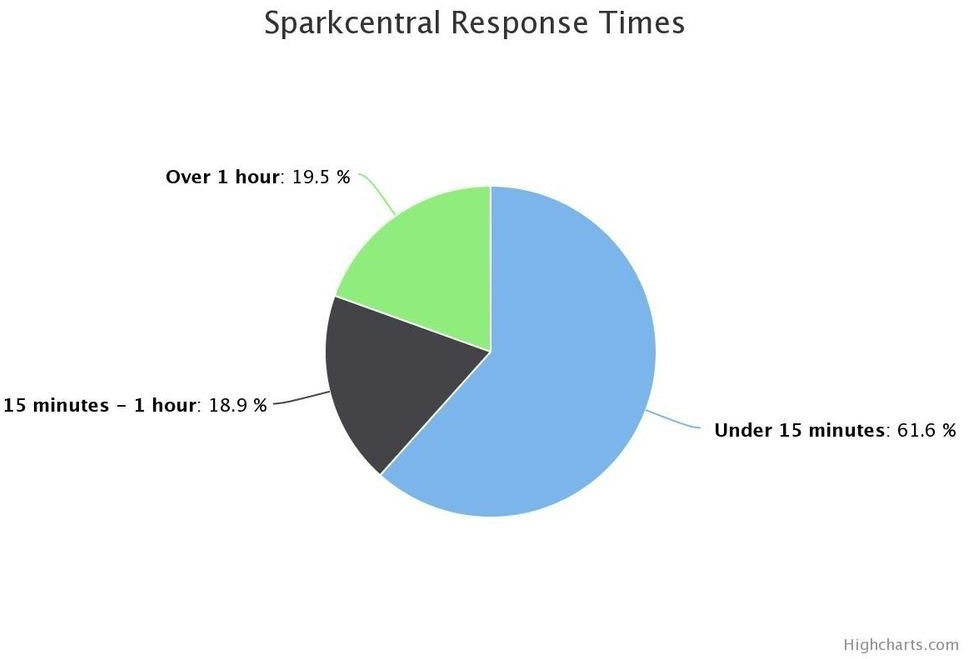 Sparkcentral Response Times
Over 1 hour: 19.5 %
15 minutes – 1 hour: 18.9 %
Under 15 minutes: 61.6 %
Highcharts.com